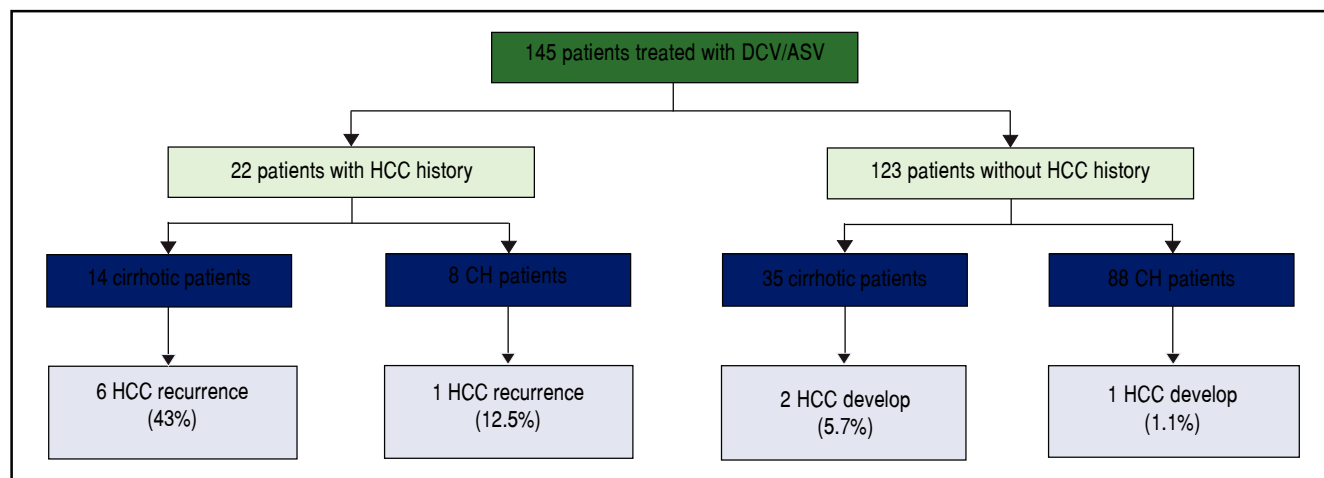 145 patients treated with DCV/ASV
22 patients with HCC history
123 patients without HCC history
14 cirrhotic patients
8 CH patients
35 cirrhotic patients
88 CH patients
6 HCC recurrence
(43%)
1 HCC recurrence
(12.5%)
2 HCC develop
(5.7%)
1 HCC develop
(1.1%)